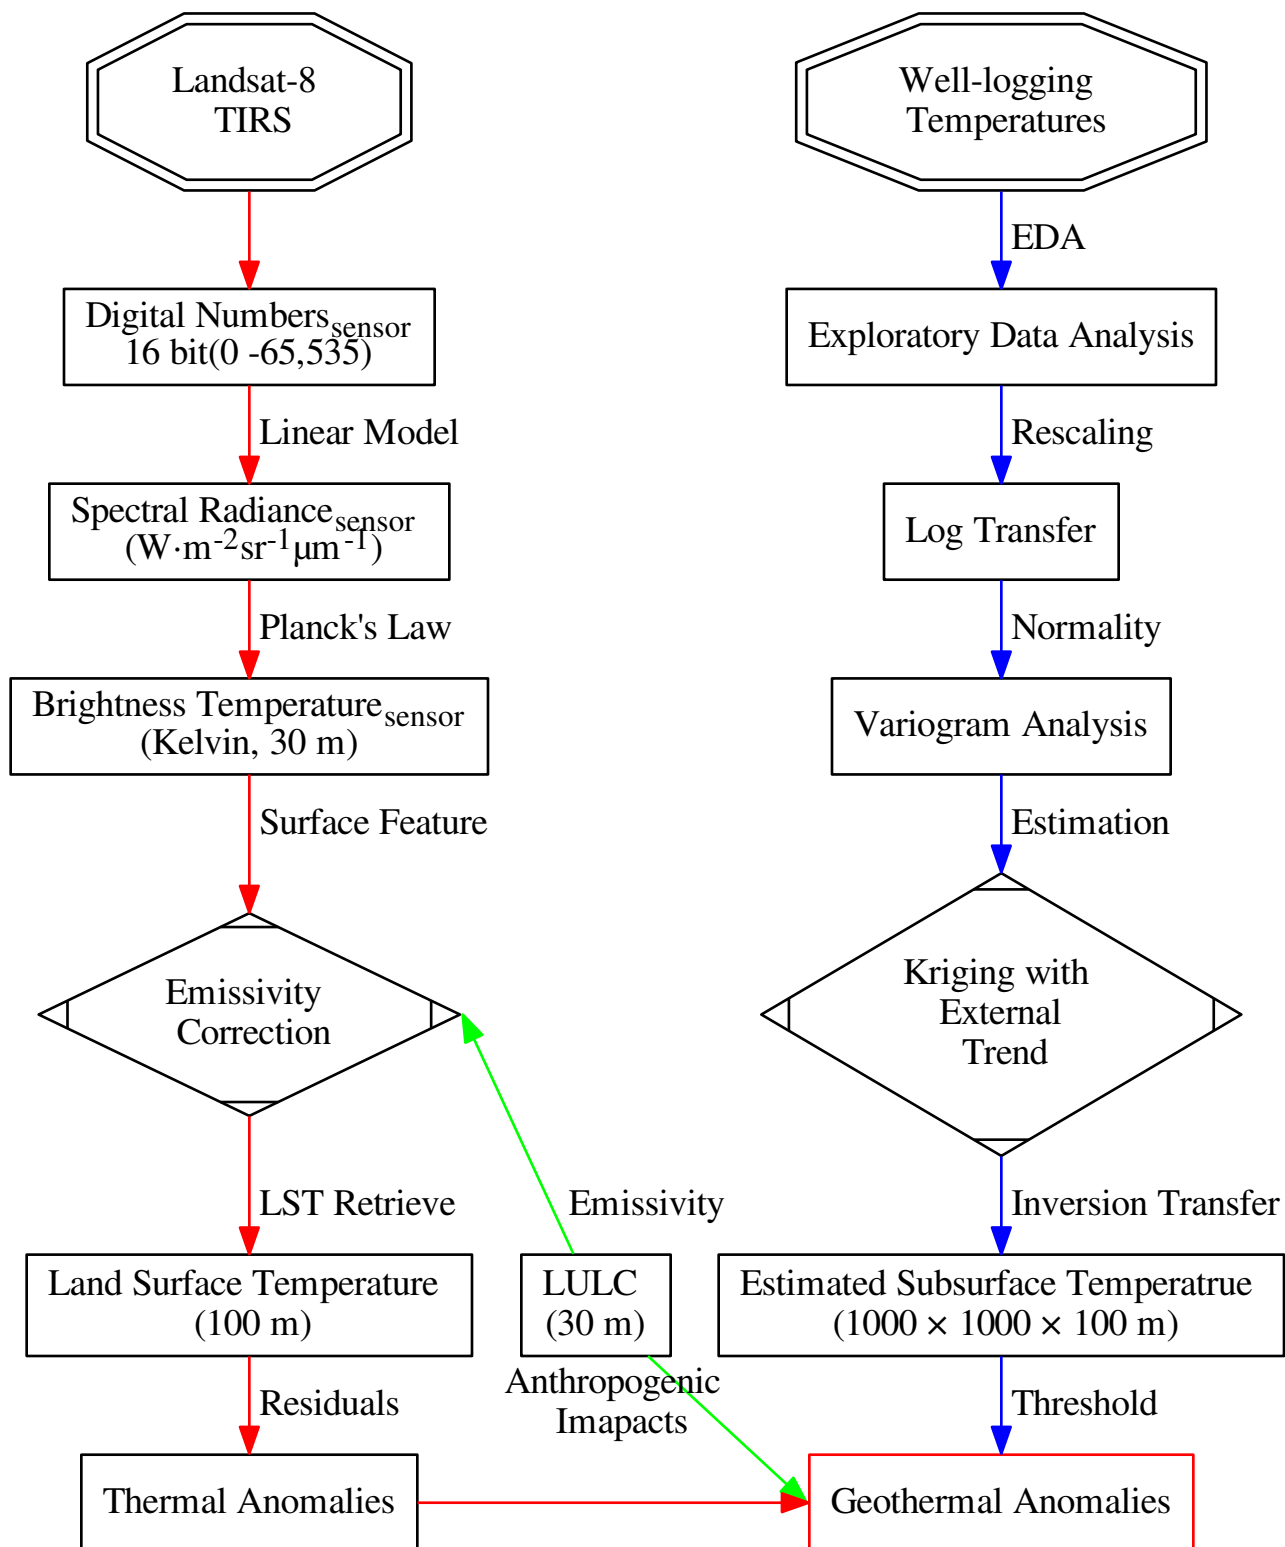 Landsat-8
TIRS
Well-logging
Temperatures
EDA
Digital Numberssensor
16 bit(0 -65,535)
Exploratory Data Analysis
Linear Model
Rescaling
Spectral Radiancesensor
(W·m-2sr-1µm-1)
Log Transfer
Planck's Law
Normality
Brightness Temperaturesensor
(Kelvin, 30 m)
Variogram Analysis
Surface Feature
Estimation
Emissivity
Correction
Kriging with
External
Trend
LST Retrieve
Emissivity
Inversion Transfer
Land Surface Temperature
(100 m)
LULC
(30 m)
Estimated Subsurface Temperatrue
(1000 × 1000 × 100 m)
Residuals
Anthropogenic
Imapacts
Threshold
Thermal Anomalies
Geothermal Anomalies